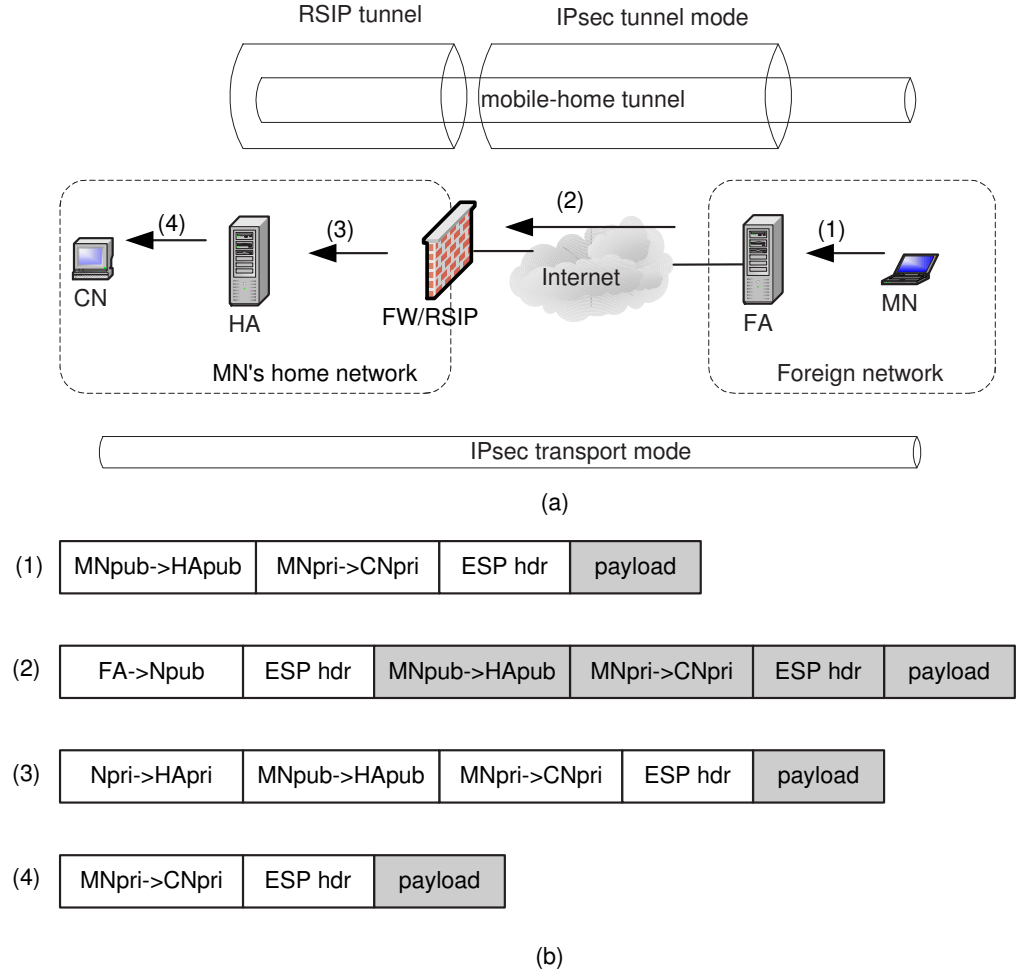 RSIP tunnel IPsec tunnel mode
mobile-home tunnel
(4) (3) (2) (1)
Internet
CN HA FW/RSIP FA MN
MN's home network Foreign network
IPsec transport mode
(a)
(1) MNpub->HApub MNpri->CNpri ESP hdr payload
(2) FA->Npub ESP hdr MNpub->HApub MNpri->CNpri ESP hdr payload
(3) Npri->HApri MNpub->HApub MNpri->CNpri ESP hdr payload
(4) MNpri->CNpri ESP hdr payload
(b)